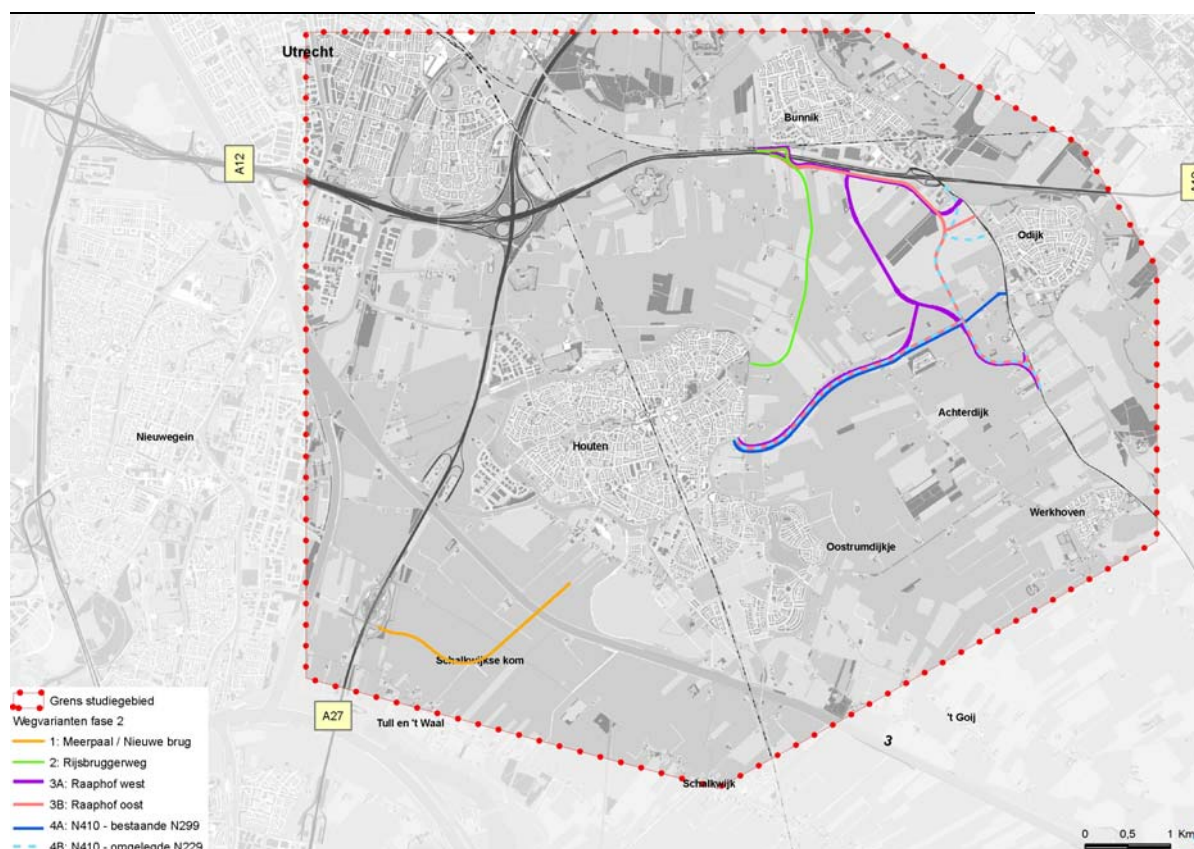 Utrecht
Bunnik
A12
Odijk
Nieuwegein
Houten
Achterdijk
Werkhoven
Oostrumdijkje
Schalkwijkse kom
A27
Tull en 't Waal
't Goij
3
Schalkwijk
Grens studiegebied
Wegvarianten fase 2
1: Meerpaal / Nieuwe brug
2: Rijsbruggerweg
3A: Raaphof west
3B: Raaphof oost
4A: N410 - bestaande N299
4B: N410 - omgelegde N229
0 0,5 1 Km